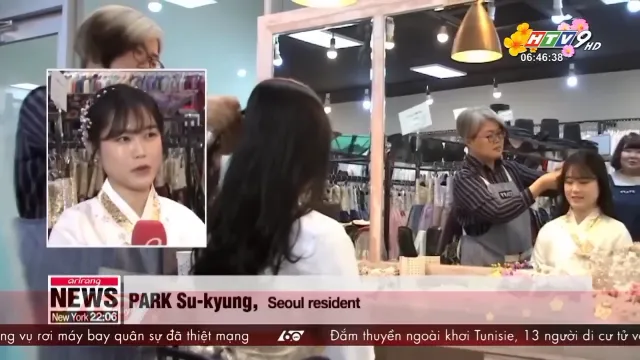 HTV9 HD
06:46:38
arirang
NEWS
New York 22:06
PARK Su-kyung, Seoul resident
ng vụ rơi máy bay quân sự đã thiệt mạng
60
Đắm thuyền ngoài khơi Tunisie, 13 người di cư tử v